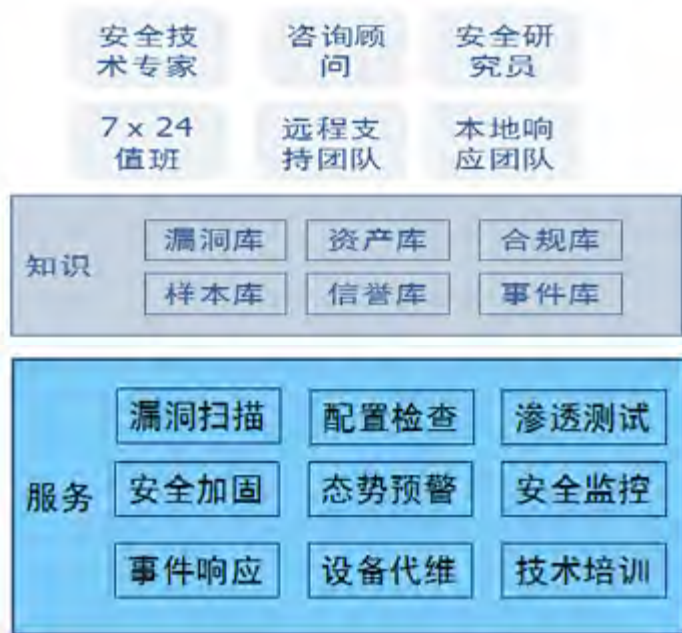 安全技 咨询顾 安全研
术专家 问 究员
7 x 24 远程支 本地响
值班 持团队 应团队
漏洞库 资产库 合规库
知识
样本库 信誉库 事件库
漏洞扫描 配置检查 渗透测试
服务 安全加固 态势预警 安全监控
事件响应 设备代维 技术培训